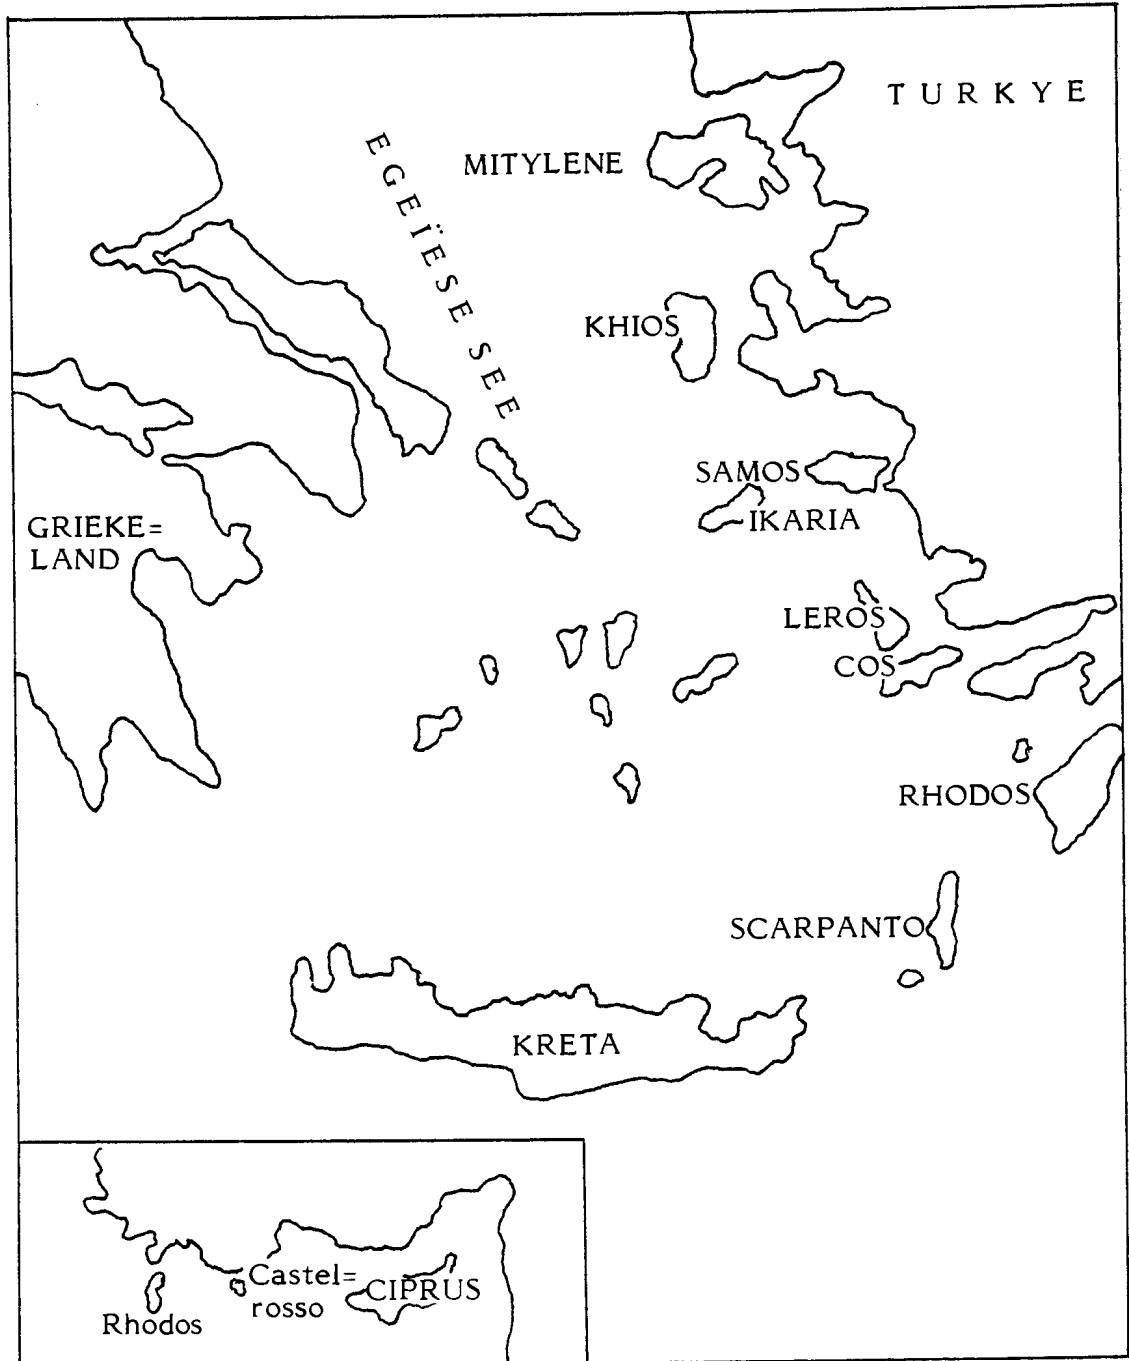 TURKYE
MITYLENE
EGEÏESE SEE
KHIOS
SAMOS
IKARIA
GRIEKE=
LAND
LEROS
COS
RHODOS
SCARPANTO
KRETA
Castel=
rosso
CIPRUS
Rhodos